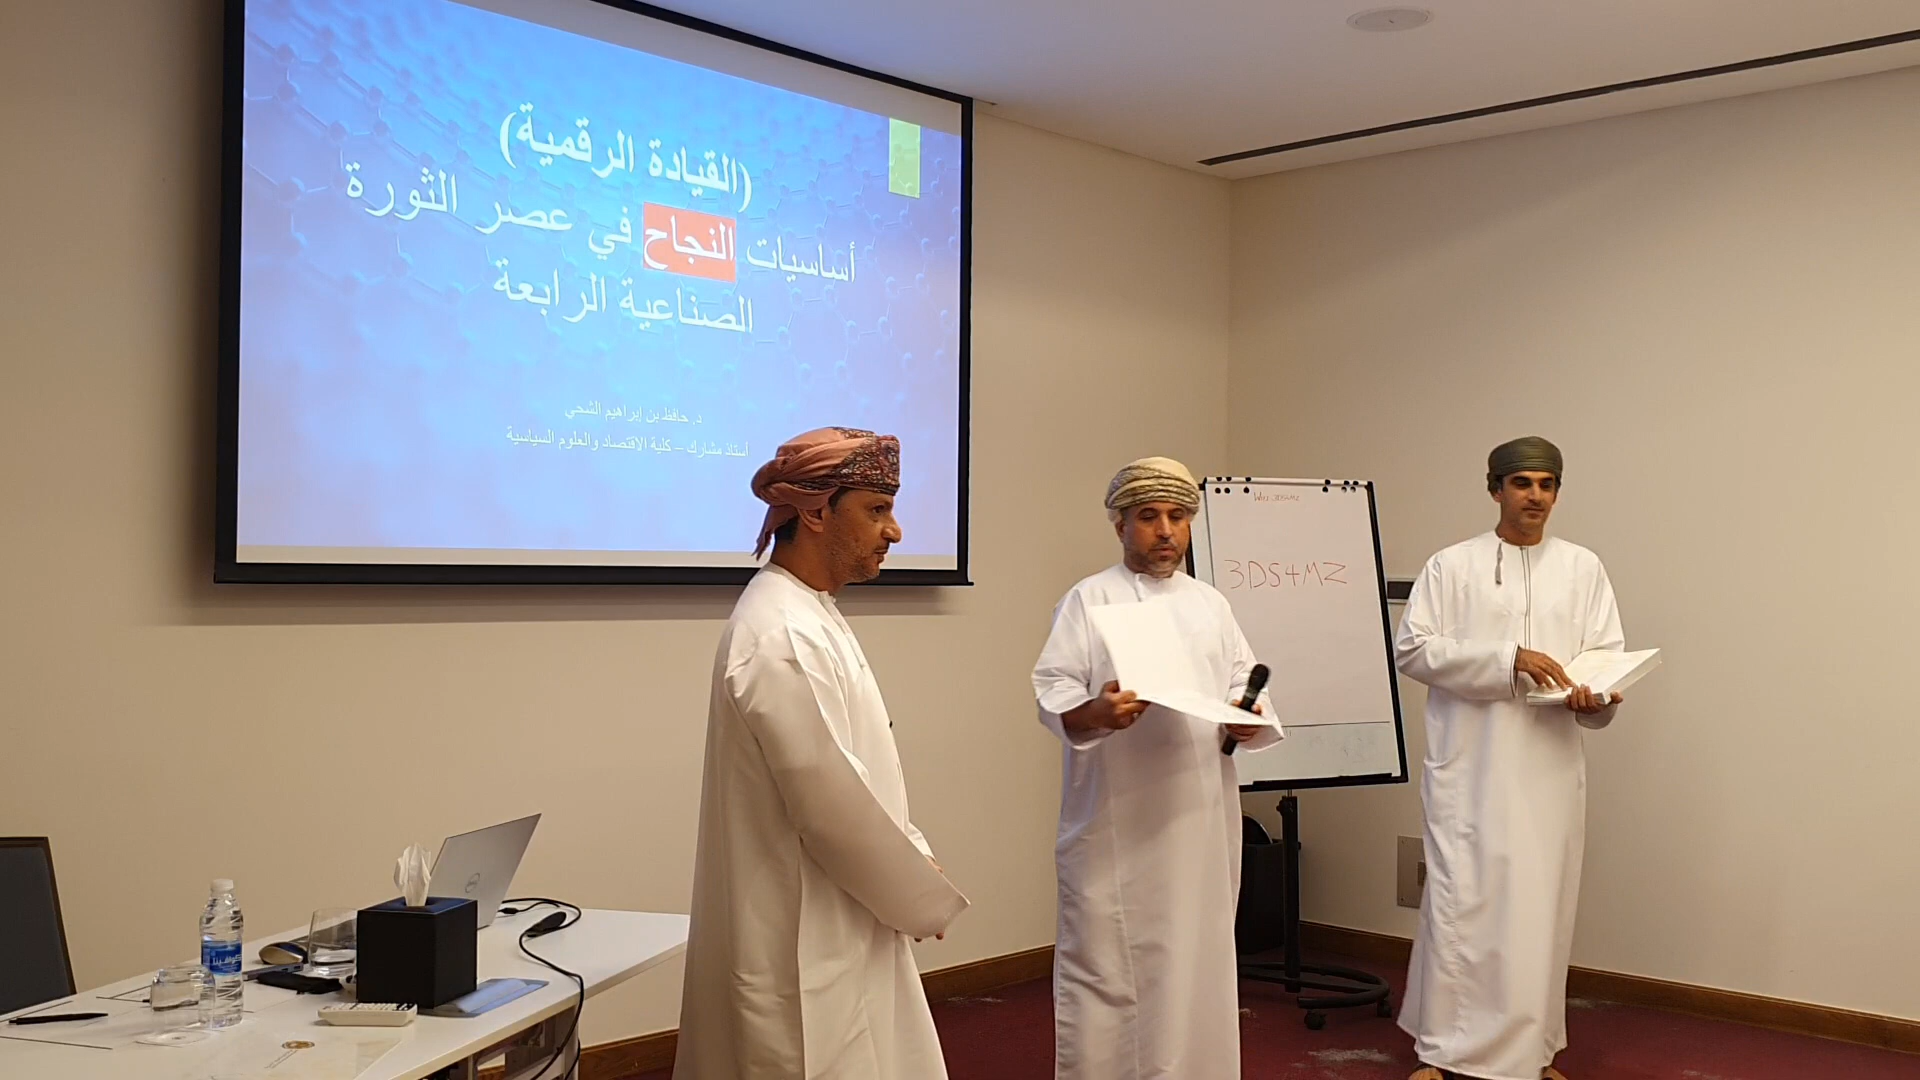 (القيادة الرقمية)
أساسيات النجاح في عصر الثورة
الصناعية الرابعة
د. حافظ بن إبراهيم الشحي
أستاذ مشارك – كلية الاقتصاد والعلوم السياسية
3DS4MZ